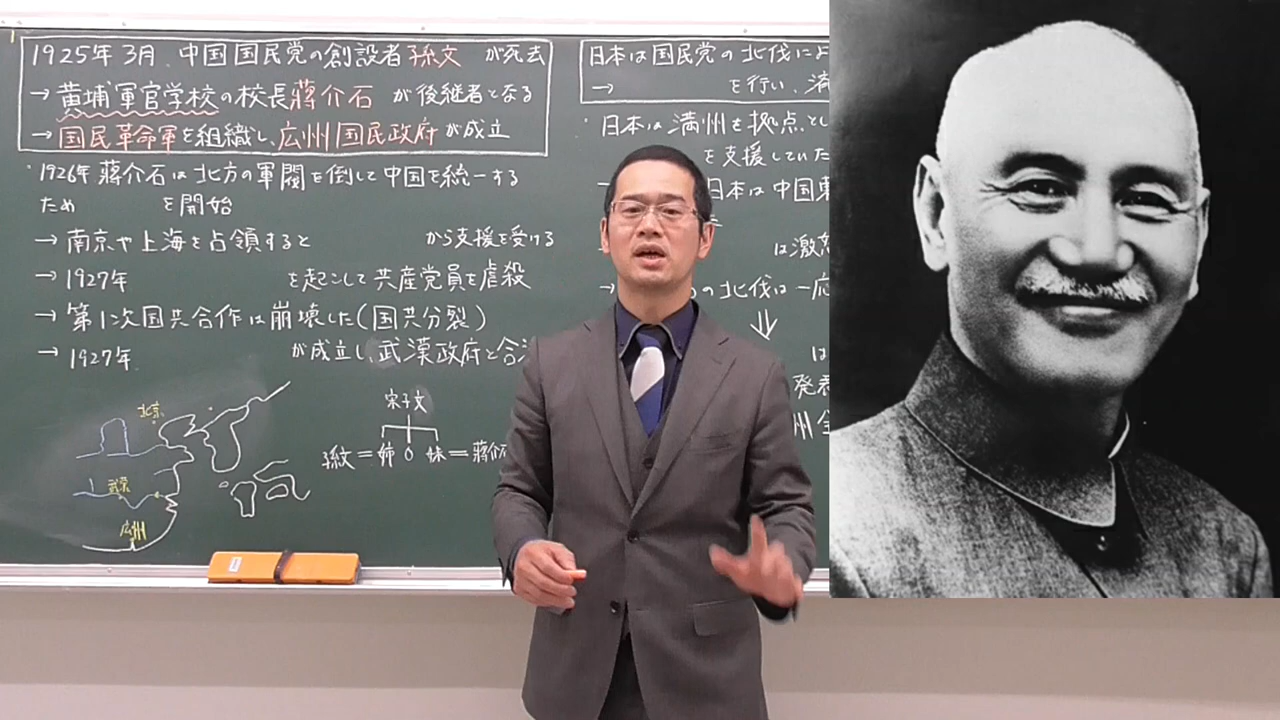 1925年3月、中国国民党の創設者孫文 が死去
→ 黄埔軍官学校の校長蔣介石 が後継者となる
→ 国民革命軍を組織し、広州国民政府が成立
・1926年 蔣介石は北方の軍閥を倒して中国を統一する
ため を開始
→ 南京や上海を占領すると から支援を受ける
→ 1927年 を起こして共産党員を虐殺
→ 第1次国共合作は崩壊した(国共分裂)
→ 1927年 が成立し、武漢政府と合
宋子文
孫文＝姉 〇 妹＝蔣介石
北京
武漢
広州
日本は国民党の北伐によ
→ を行い、済
・日本は満州を拠点とし
を支援していた
日本は中国東
は激怒
の北伐は一応
⇓
は
発表
州全